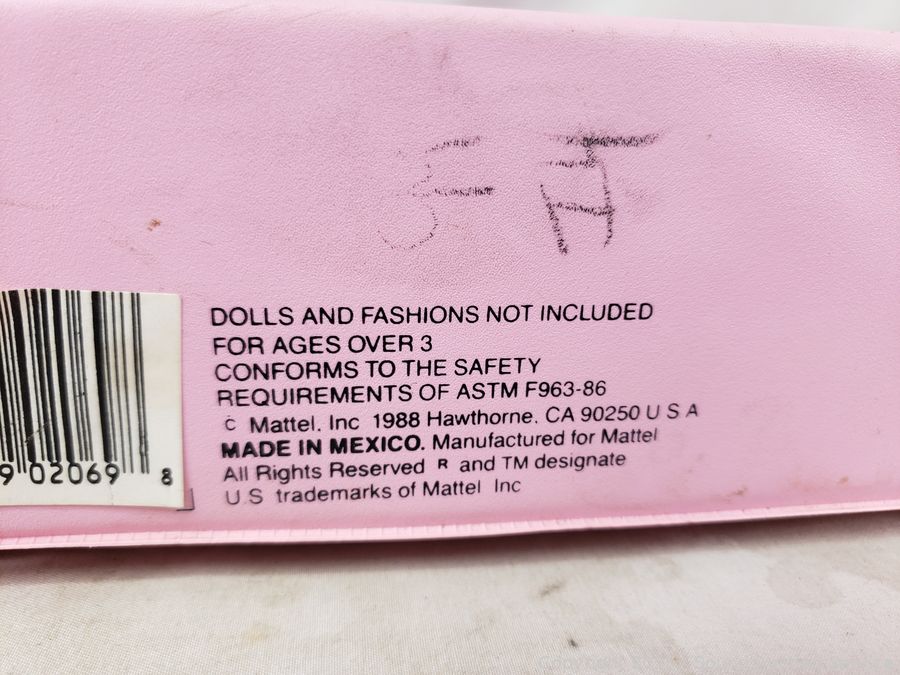 DOLLS AND FASHIONS NOT INCLUDED
FOR AGES OVER 3
CONFORMS TO THE SAFETY
REQUIREMENTS OF ASTM F963-86
© Mattel, Inc 1988 Hawthorne, CA 90250 U S A
MADE IN MEXICO. Manufactured for Mattel
All Rights Reserved ® and TM designate
U.S trademarks of Mattel Inc
9 02069 8